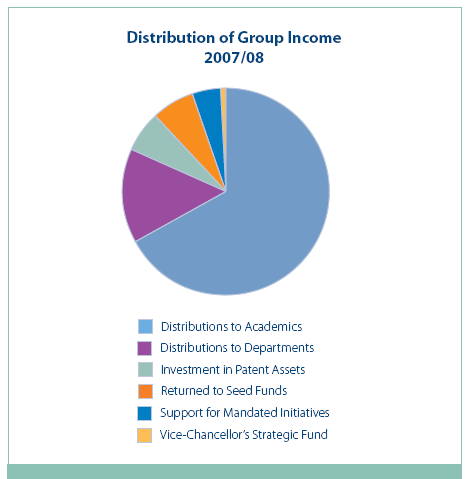 Distribution of Group Income
2007/08
Distributions to Academics
Distributions to Departments
Investment in Patent Assets
Returned to Seed Funds
Support for Mandated Initiatives
Vice-Chancellor's Strategic Fund